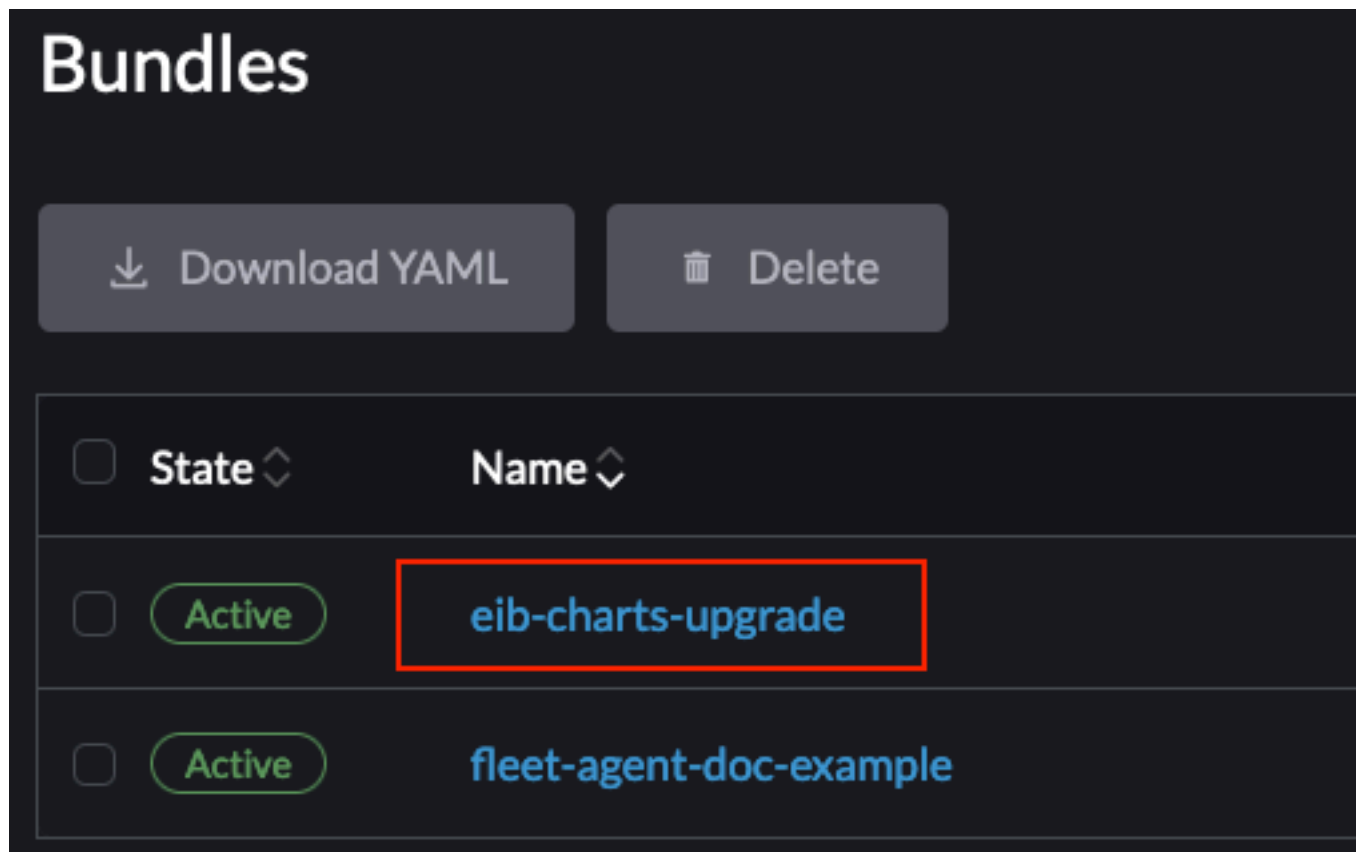 Bundles
Download YAML Delete
State Name
Active eib-charts-upgrade
Active fleet-agent-doc-example